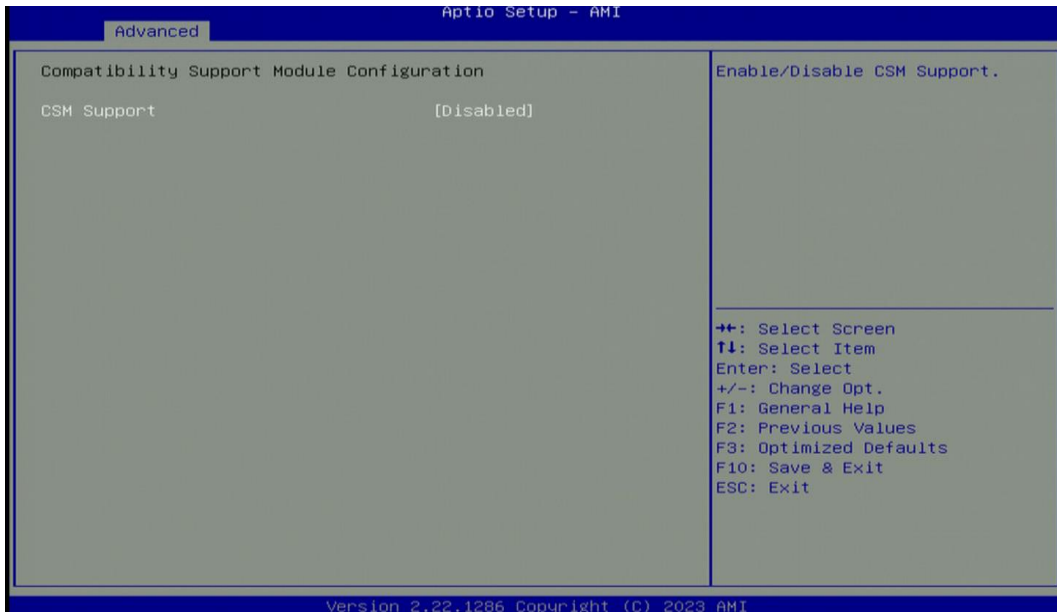 Aptio Setup – AMI
Advanced
Compatibility Support Module Configuration
CSM Support [Disabled]
Enable/Disable CSM Support.
→←: Select Screen
↑↓: Select Item
Enter: Select
+/-: Change Opt.
F1: General Help
F2: Previous Values
F3: Optimized Defaults
F10: Save & Exit
ESC: Exit
Version 2.22.1286 Copyright (C) 2023 AMI